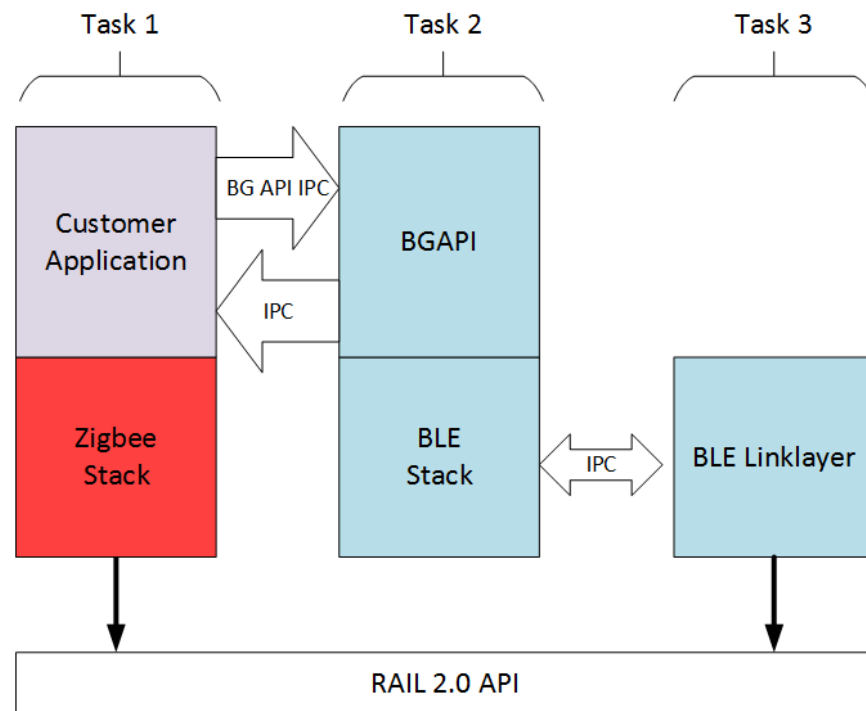 Task 1
Task 2
Task 3
Customer
Application
BG API IPC
IPC
BGAPI
Zigbee
Stack
BLE
Stack
IPC
BLE Linklayer
RAIL 2.0 API